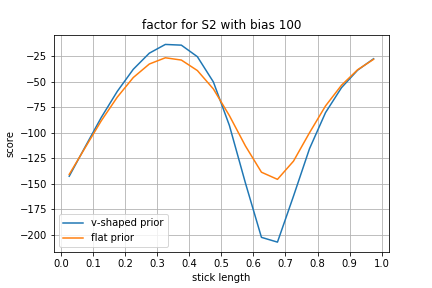 factor for S2 with bias 100
score
−25
−50
−75
−100
−125
−150
−175
−200
v-shaped prior
flat prior
0.0 0.1 0.2 0.3 0.4 0.5 0.6 0.7 0.8 0.9 1.0
stick length